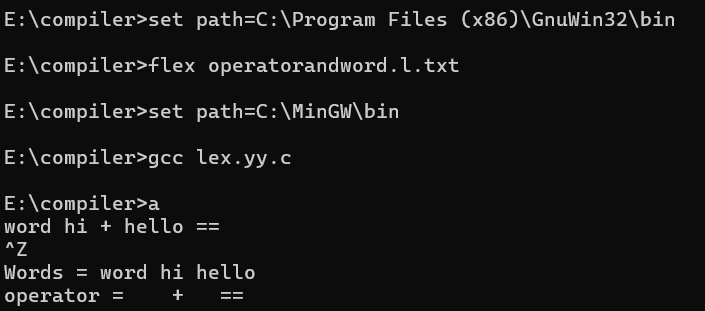 E:\compiler>set path=C:\Program Files (x86)\GnuWin32\bin
E:\compiler>flex operatorandword.l.txt
E:\compiler>set path=C:\MinGW\bin
E:\compiler>gcc lex.yy.c
E:\compiler>a
word hi + hello ==
^Z
Words = word hi hello
operator =    +   ==